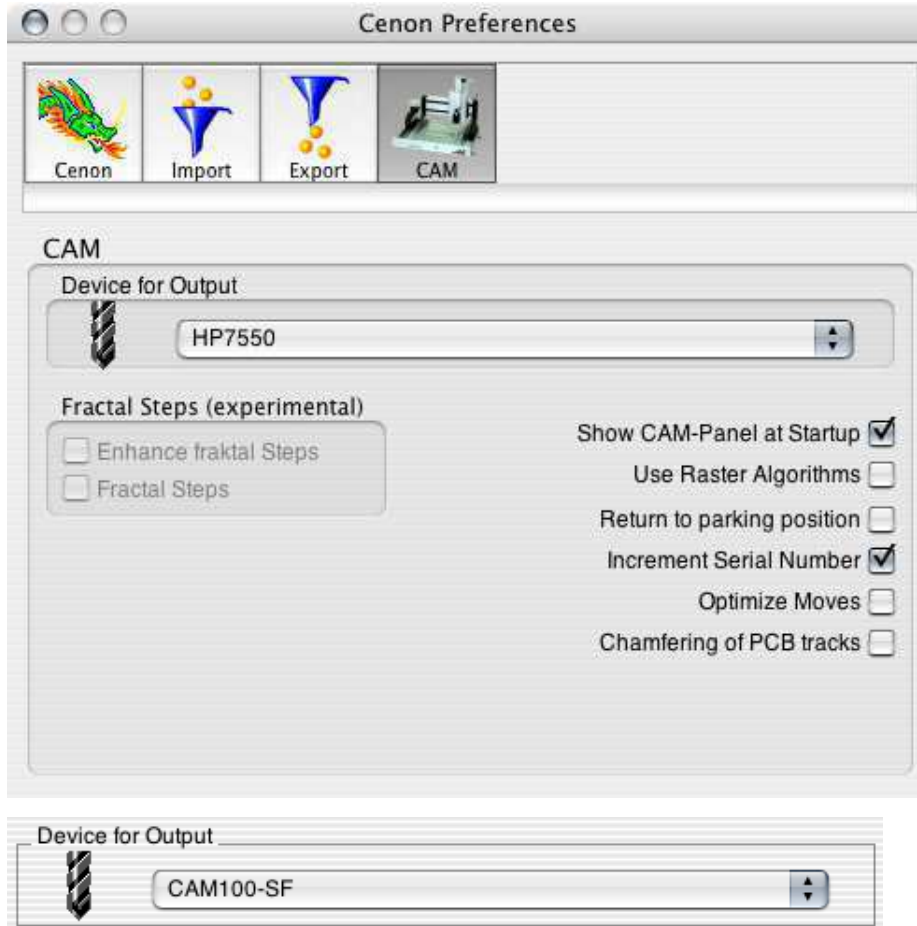 Cenon Preferences
Cenon Import Export CAM
CAM
Device for Output
HP7550
Fractal Steps (experimental)
Enhance fraktal Steps
Fractal Steps
Show CAM-Panel at Startup
Use Raster Algorithms
Return to parking position
Increment Serial Number
Optimize Moves
Chamfering of PCB tracks
Device for Output
CAM100-SF